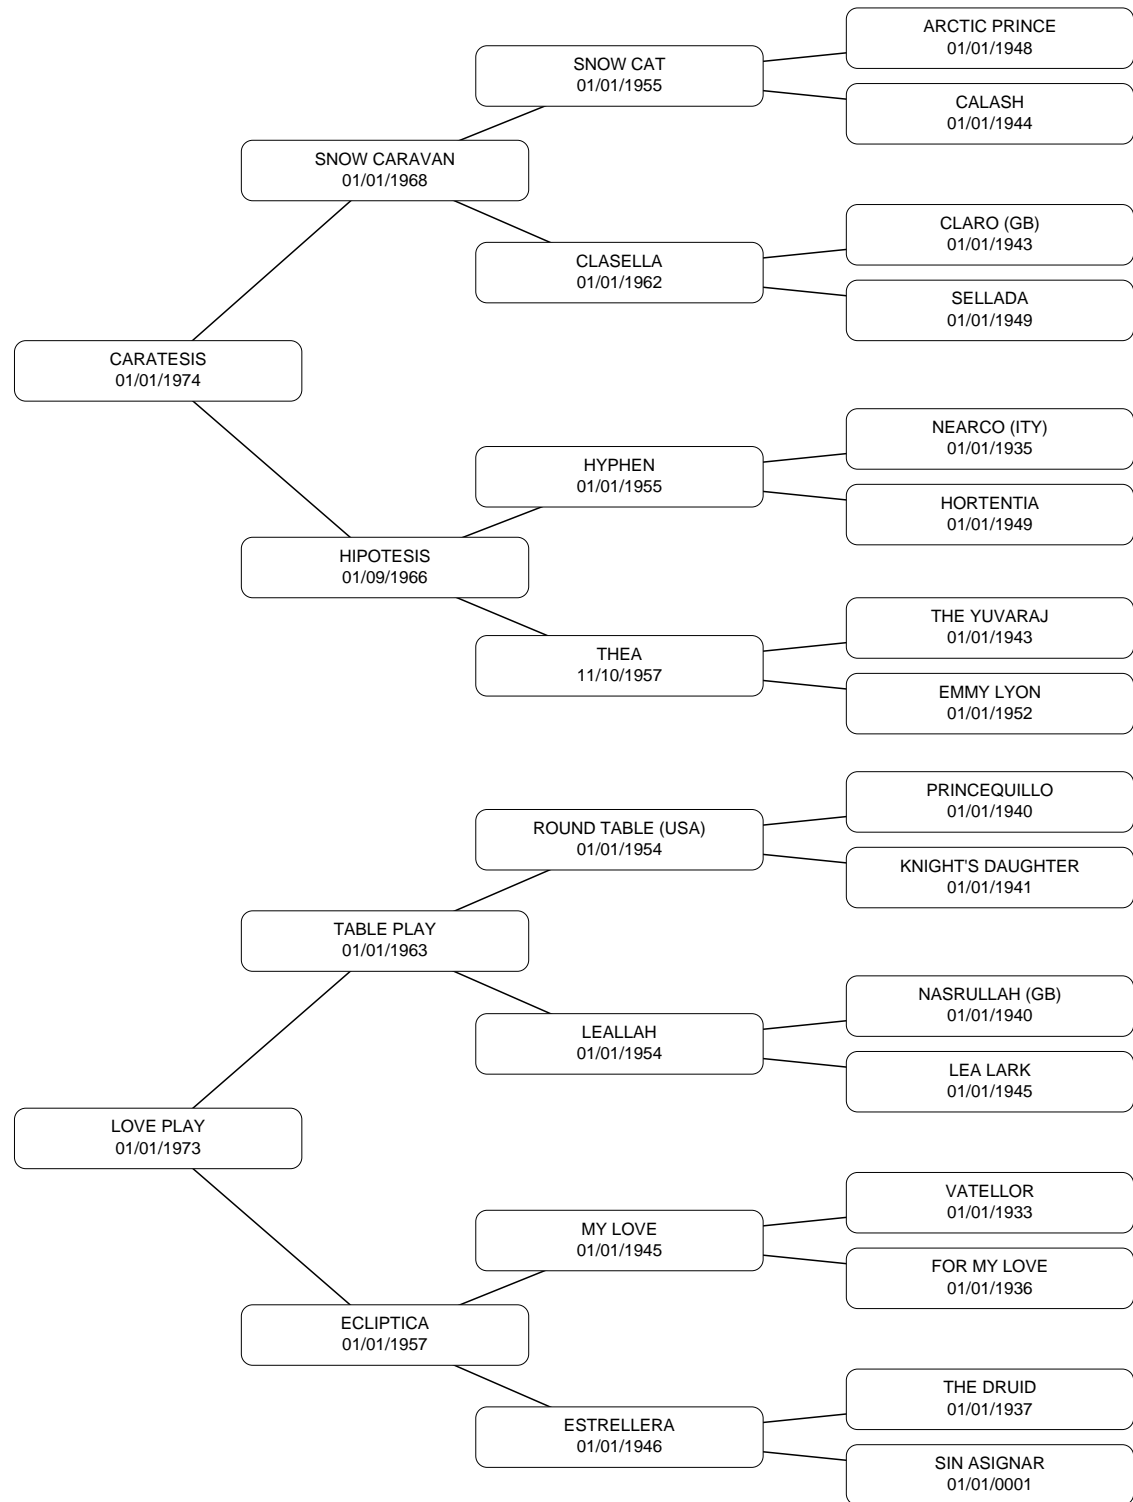 ARCTIC PRINCE
01/01/1948
SNOW CAT
01/01/1955
CALASH
01/01/1944
SNOW CARAVAN
01/01/1968
CLARO (GB)
01/01/1943
CLASELLA
01/01/1962
SELLADA
01/01/1949
CARATESIS
01/01/1974
NEARCO (ITY)
01/01/1935
HYPHEN
01/01/1955
HORTENTIA
01/01/1949
HIPOTESIS
01/09/1966
THE YUVARAJ
01/01/1943
THEA
11/10/1957
EMMY LYON
01/01/1952
PRINCEQUILLO
01/01/1940
ROUND TABLE (USA)
01/01/1954
KNIGHT'S DAUGHTER
01/01/1941
TABLE PLAY
01/01/1963
NASRULLAH (GB)
01/01/1940
LEALLAH
01/01/1954
LEA LARK
01/01/1945
LOVE PLAY
01/01/1973
VATELLOR
01/01/1933
MY LOVE
01/01/1945
FOR MY LOVE
01/01/1936
ECLIPTICA
01/01/1957
THE DRUID
01/01/1937
ESTRELLERA
01/01/1946
SIN ASIGNAR
01/01/0001